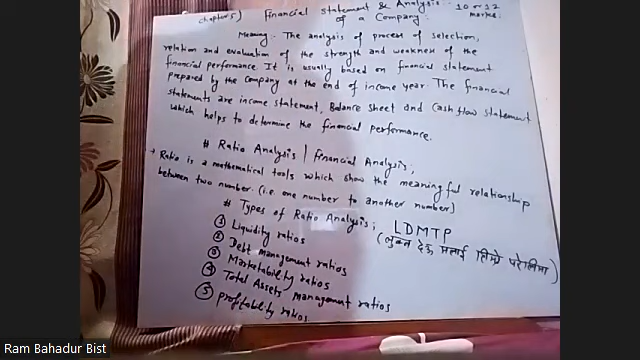 chapter 5) Financial Statement & Analysis:- 10 or 12
of a Company. marks.
Meaning:- The analysis of process of selection,
relation and evaluation of the strength and weakness of the
financial performance. It is usually based on financial statement
prepared by the company at the end of income year. The financial
statements are income statement, Balance sheet and cash flow statement
which helps to determine the financial performance.
# Ratio Analysis | Financial Analysis;
Ratio is a mathematical tools which show the meaningful relationship
between two number. (i.e. one number to another number)
# Types of Ratio Analysis; LDMTP
① Liquidity ratios
② Debt management ratios
③ Marketability ratios
④ Total Assets management ratios
⑤ profitability ratios.
Ram Bahadur Bist